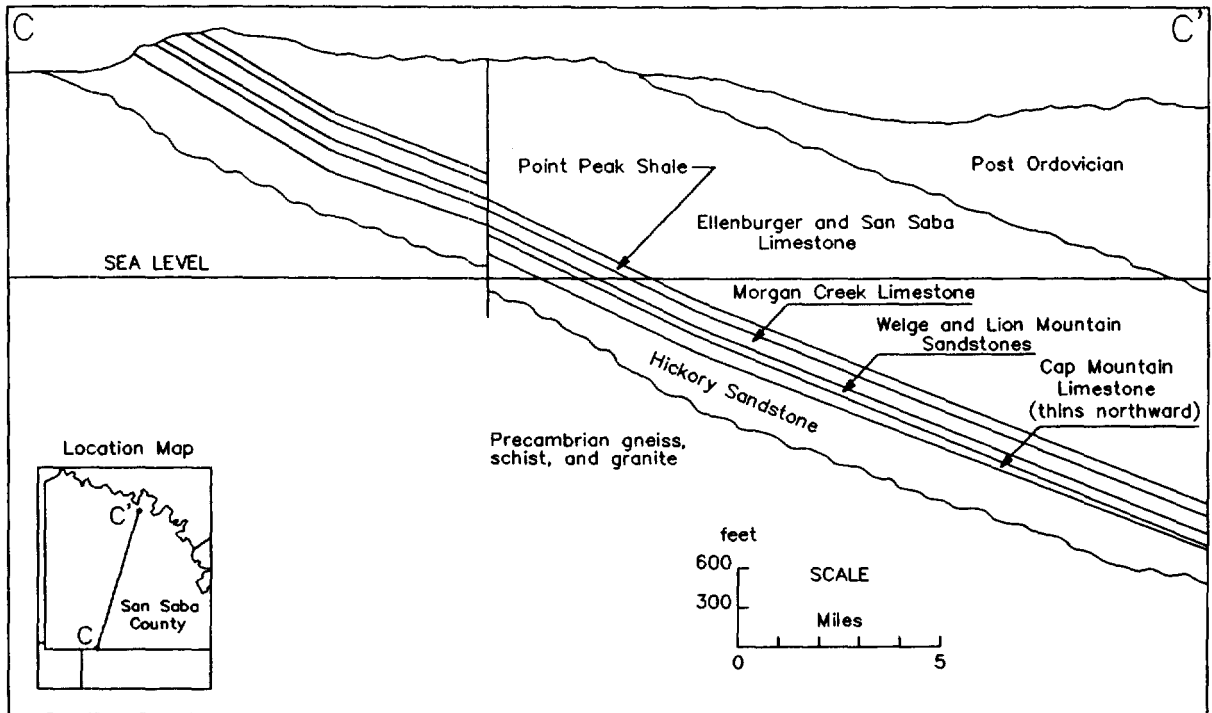 C
C'
Point Peak Shale
Post Ordovician
Ellenburger and San Saba
Limestone
SEA LEVEL
Morgan Creek Limestone
Welge and Lion Mountain
Sandstones
Cap Mountain
Limestone
(thins northward)
Hickory Sandstone
Precambrian gneiss,
schist, and granite
Location Map
C'
San Saba
County
C
feet
600
SCALE
300
Miles
0
5